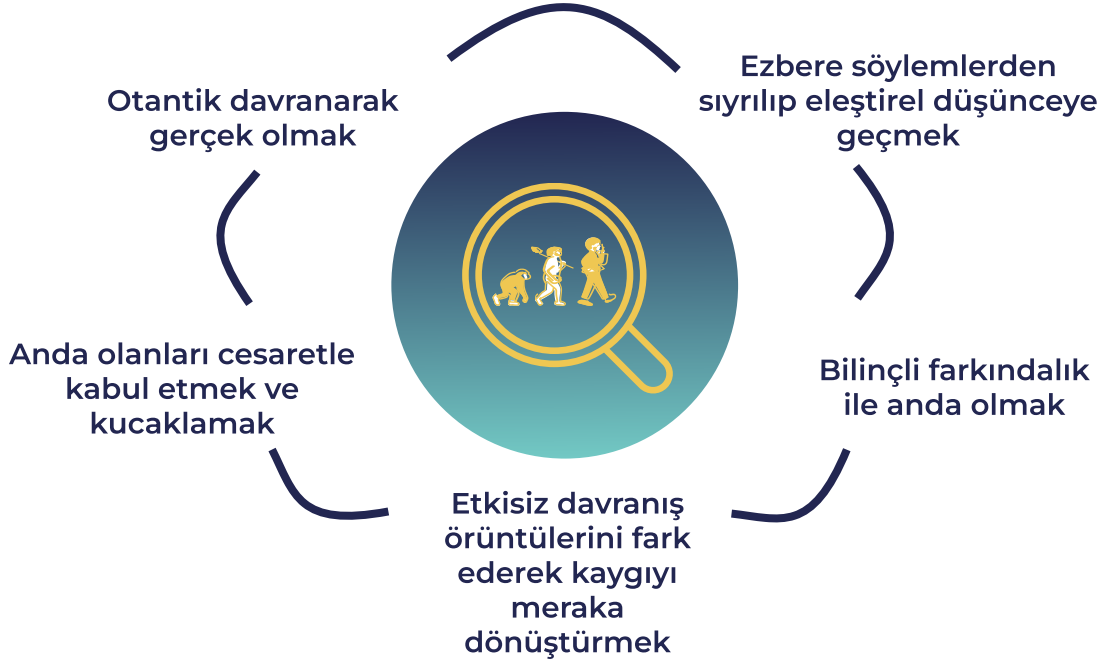 Ezbere söylemlerden
sıyrılıp eleştirel düşünceye
geçmek
Bilinçli farkındalık
ile anda olmak
Etkisiz davranış
örüntülerini fark
ederek kaygıyı
meraka
dönüştürmek
Anda olanları cesaretle
kabul etmek ve
kucaklamak
Otantik davranarak
gerçek olmak